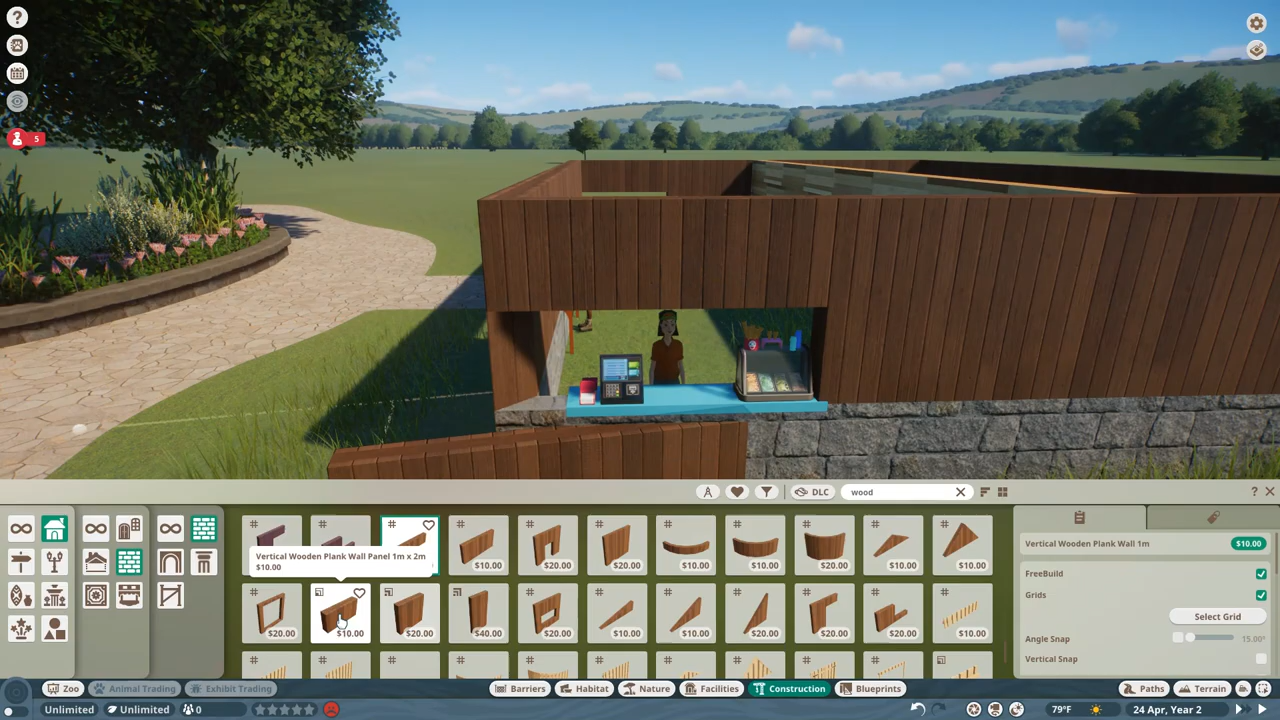 ?
5
DLC
wood
?
$10.00
$20.00
$20.00
$10.00
$10.00
$20.00
$10.00
$10.00
Vertical Wooden Plank Wall Panel 1m x 2m
$10.00
$20.00
$10.00
$20.00
$40.00
$20.00
$10.00
$10.00
$20.00
$20.00
$20.00
$10.00
Vertical Wooden Plank Wall 1m
$10.00
FreeBuild
Grids
Select Grid
Angle Snap
15.00°
Vertical Snap
Zoo
Animal Trading
Exhibit Trading
Barriers
Habitat
Nature
Facilities
Construction
Blueprints
Paths
Terrain
Unlimited
Unlimited
0
79°F
24 Apr, Year 2